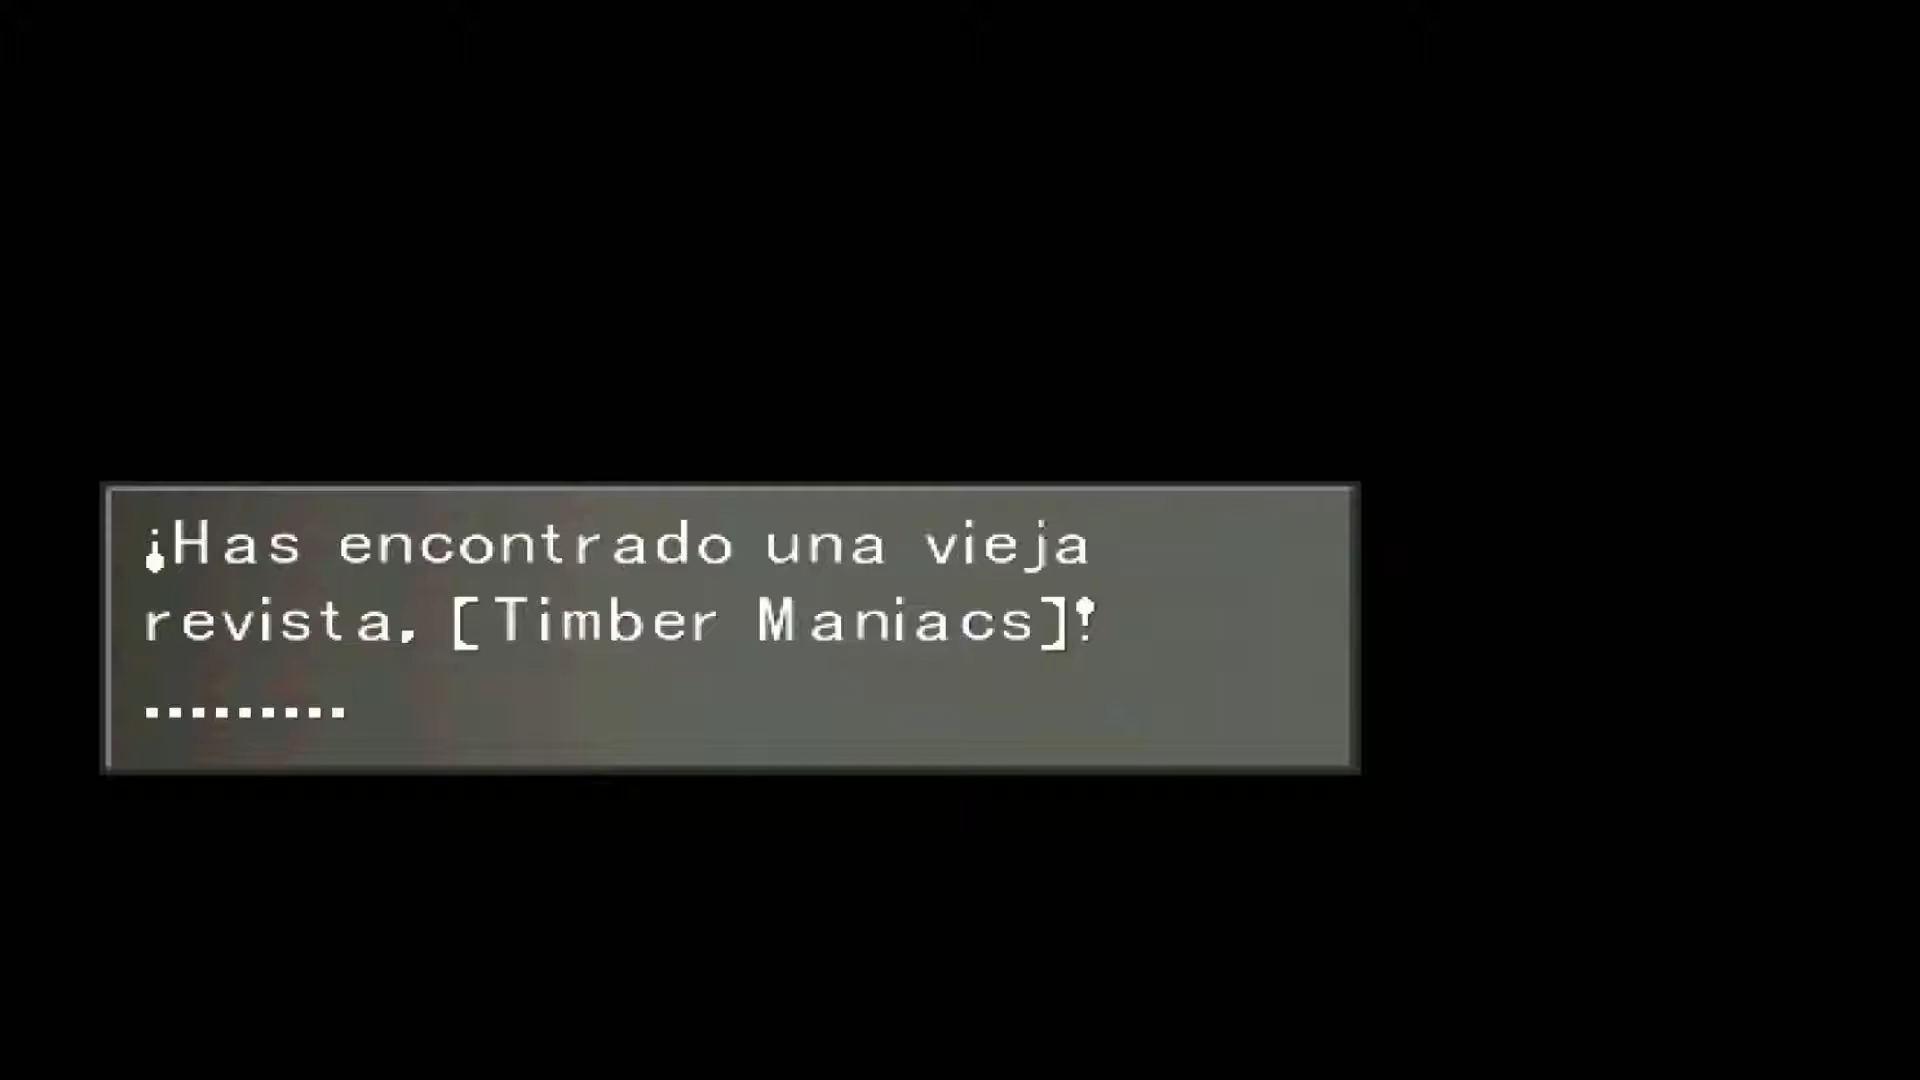 ¡Has encontrado una vieja
revista, [Timber Maniacs]!
.........